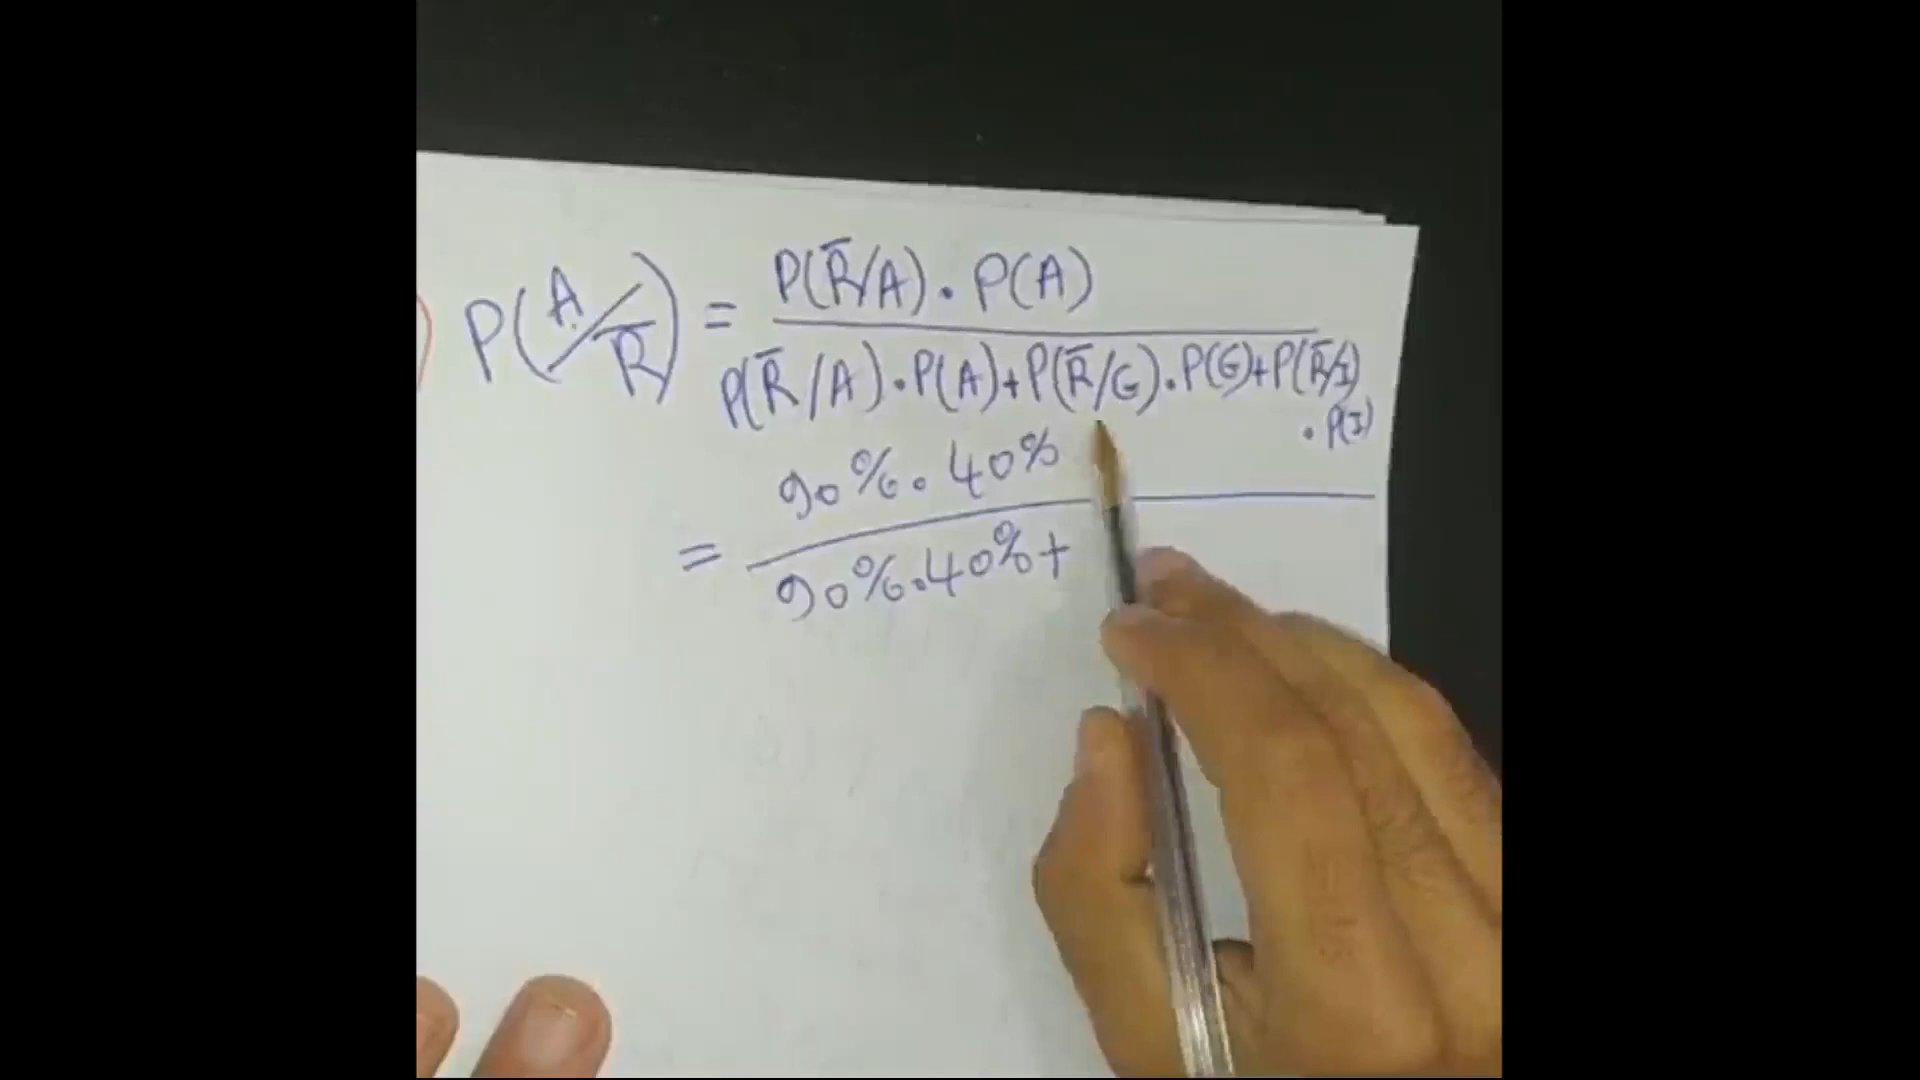 P(A/R̅) = P(R̅/A) · P(A)
P(R̅/A) · P(A) + P(R̅/G) · P(G) + P(R̅/I)
· P(I)
90% · 40%
= 90% · 40% +